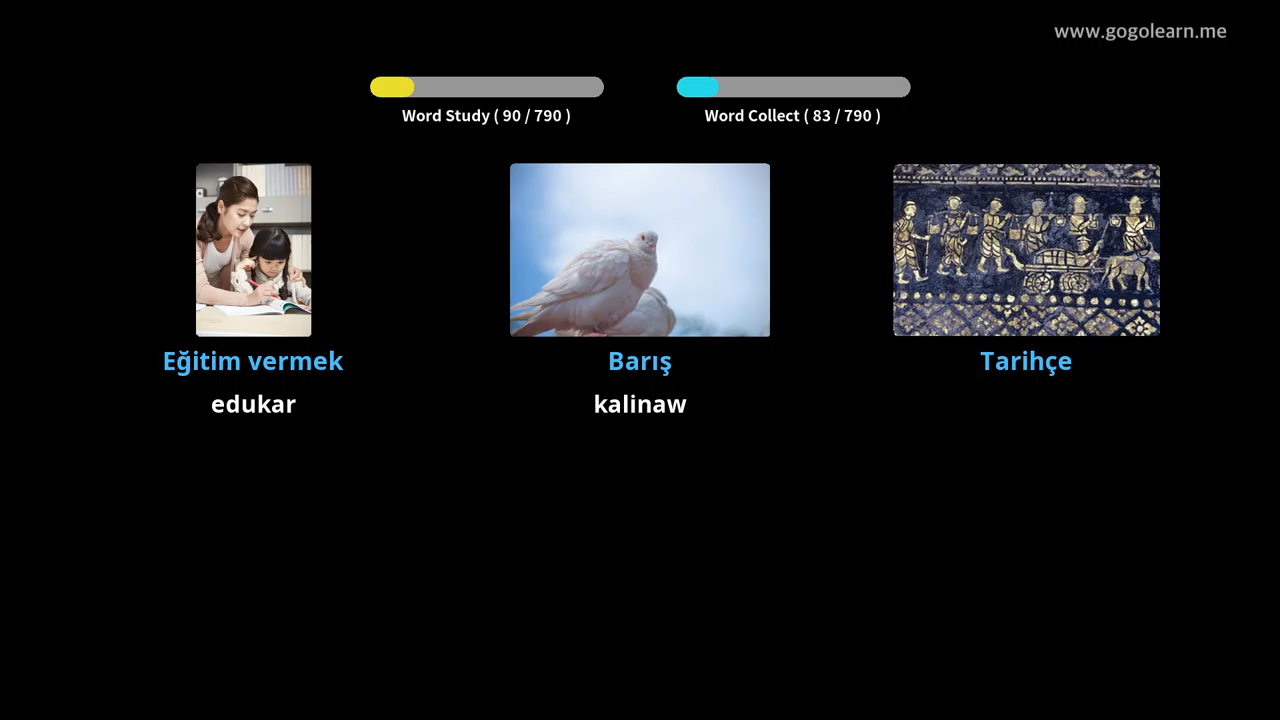 www.gogolearn.me
Word Study ( 90 / 790 )
Word Collect ( 83 / 790 )
Eğitim vermek
edukar
Barış
kalinaw
Tarihçe